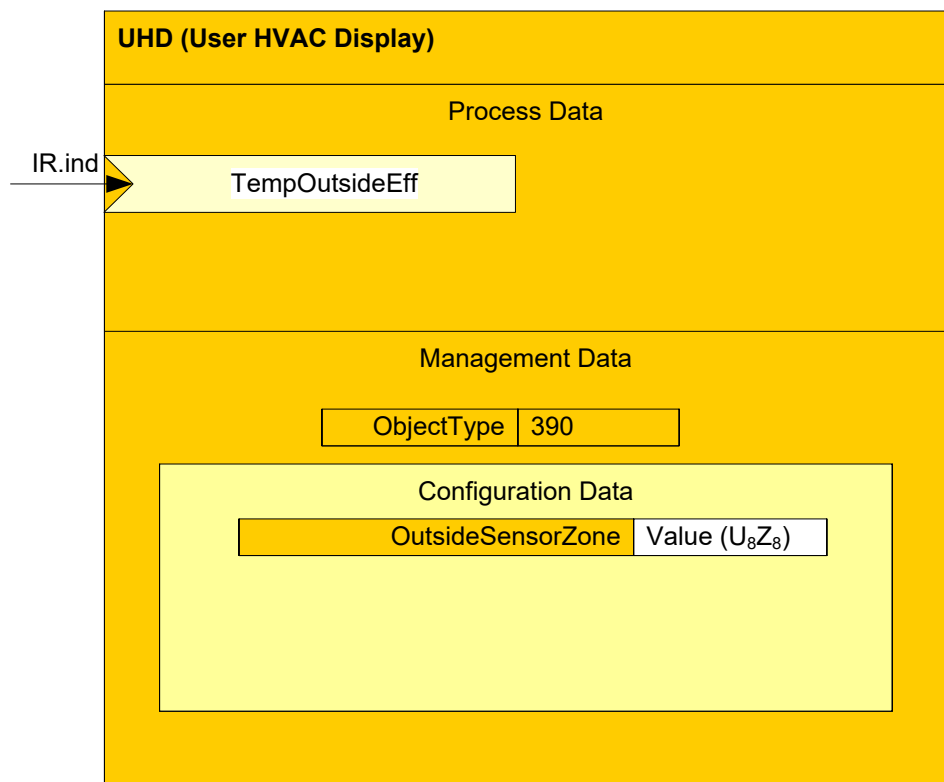 UHD (User HVAC Display)
Process Data
IR.ind
TempOutsideEff
Management Data
ObjectType 390
Configuration Data
OutsideSensorZone Value (U₈Z₈)